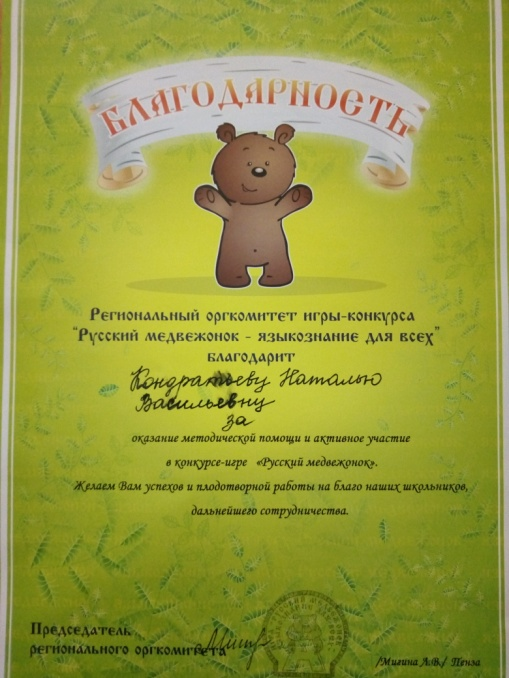 БЛАГОДАРНОСТЬ
Региональный оргкомитет игры-конкурса
"Русский медвежонок - языкознание для всех"
благодарит
Кондратьеву Наталью
Васильевну
за
оказание методической помощи и активное участие
в конкурсе-игре «Русский медвежонок».
Желаем Вам успехов и плодотворной работы на благо наших школьников,
дальнейшего сотрудничества.
Председатель
регионального оргкомитета
/Мигина А.В./ Пенза